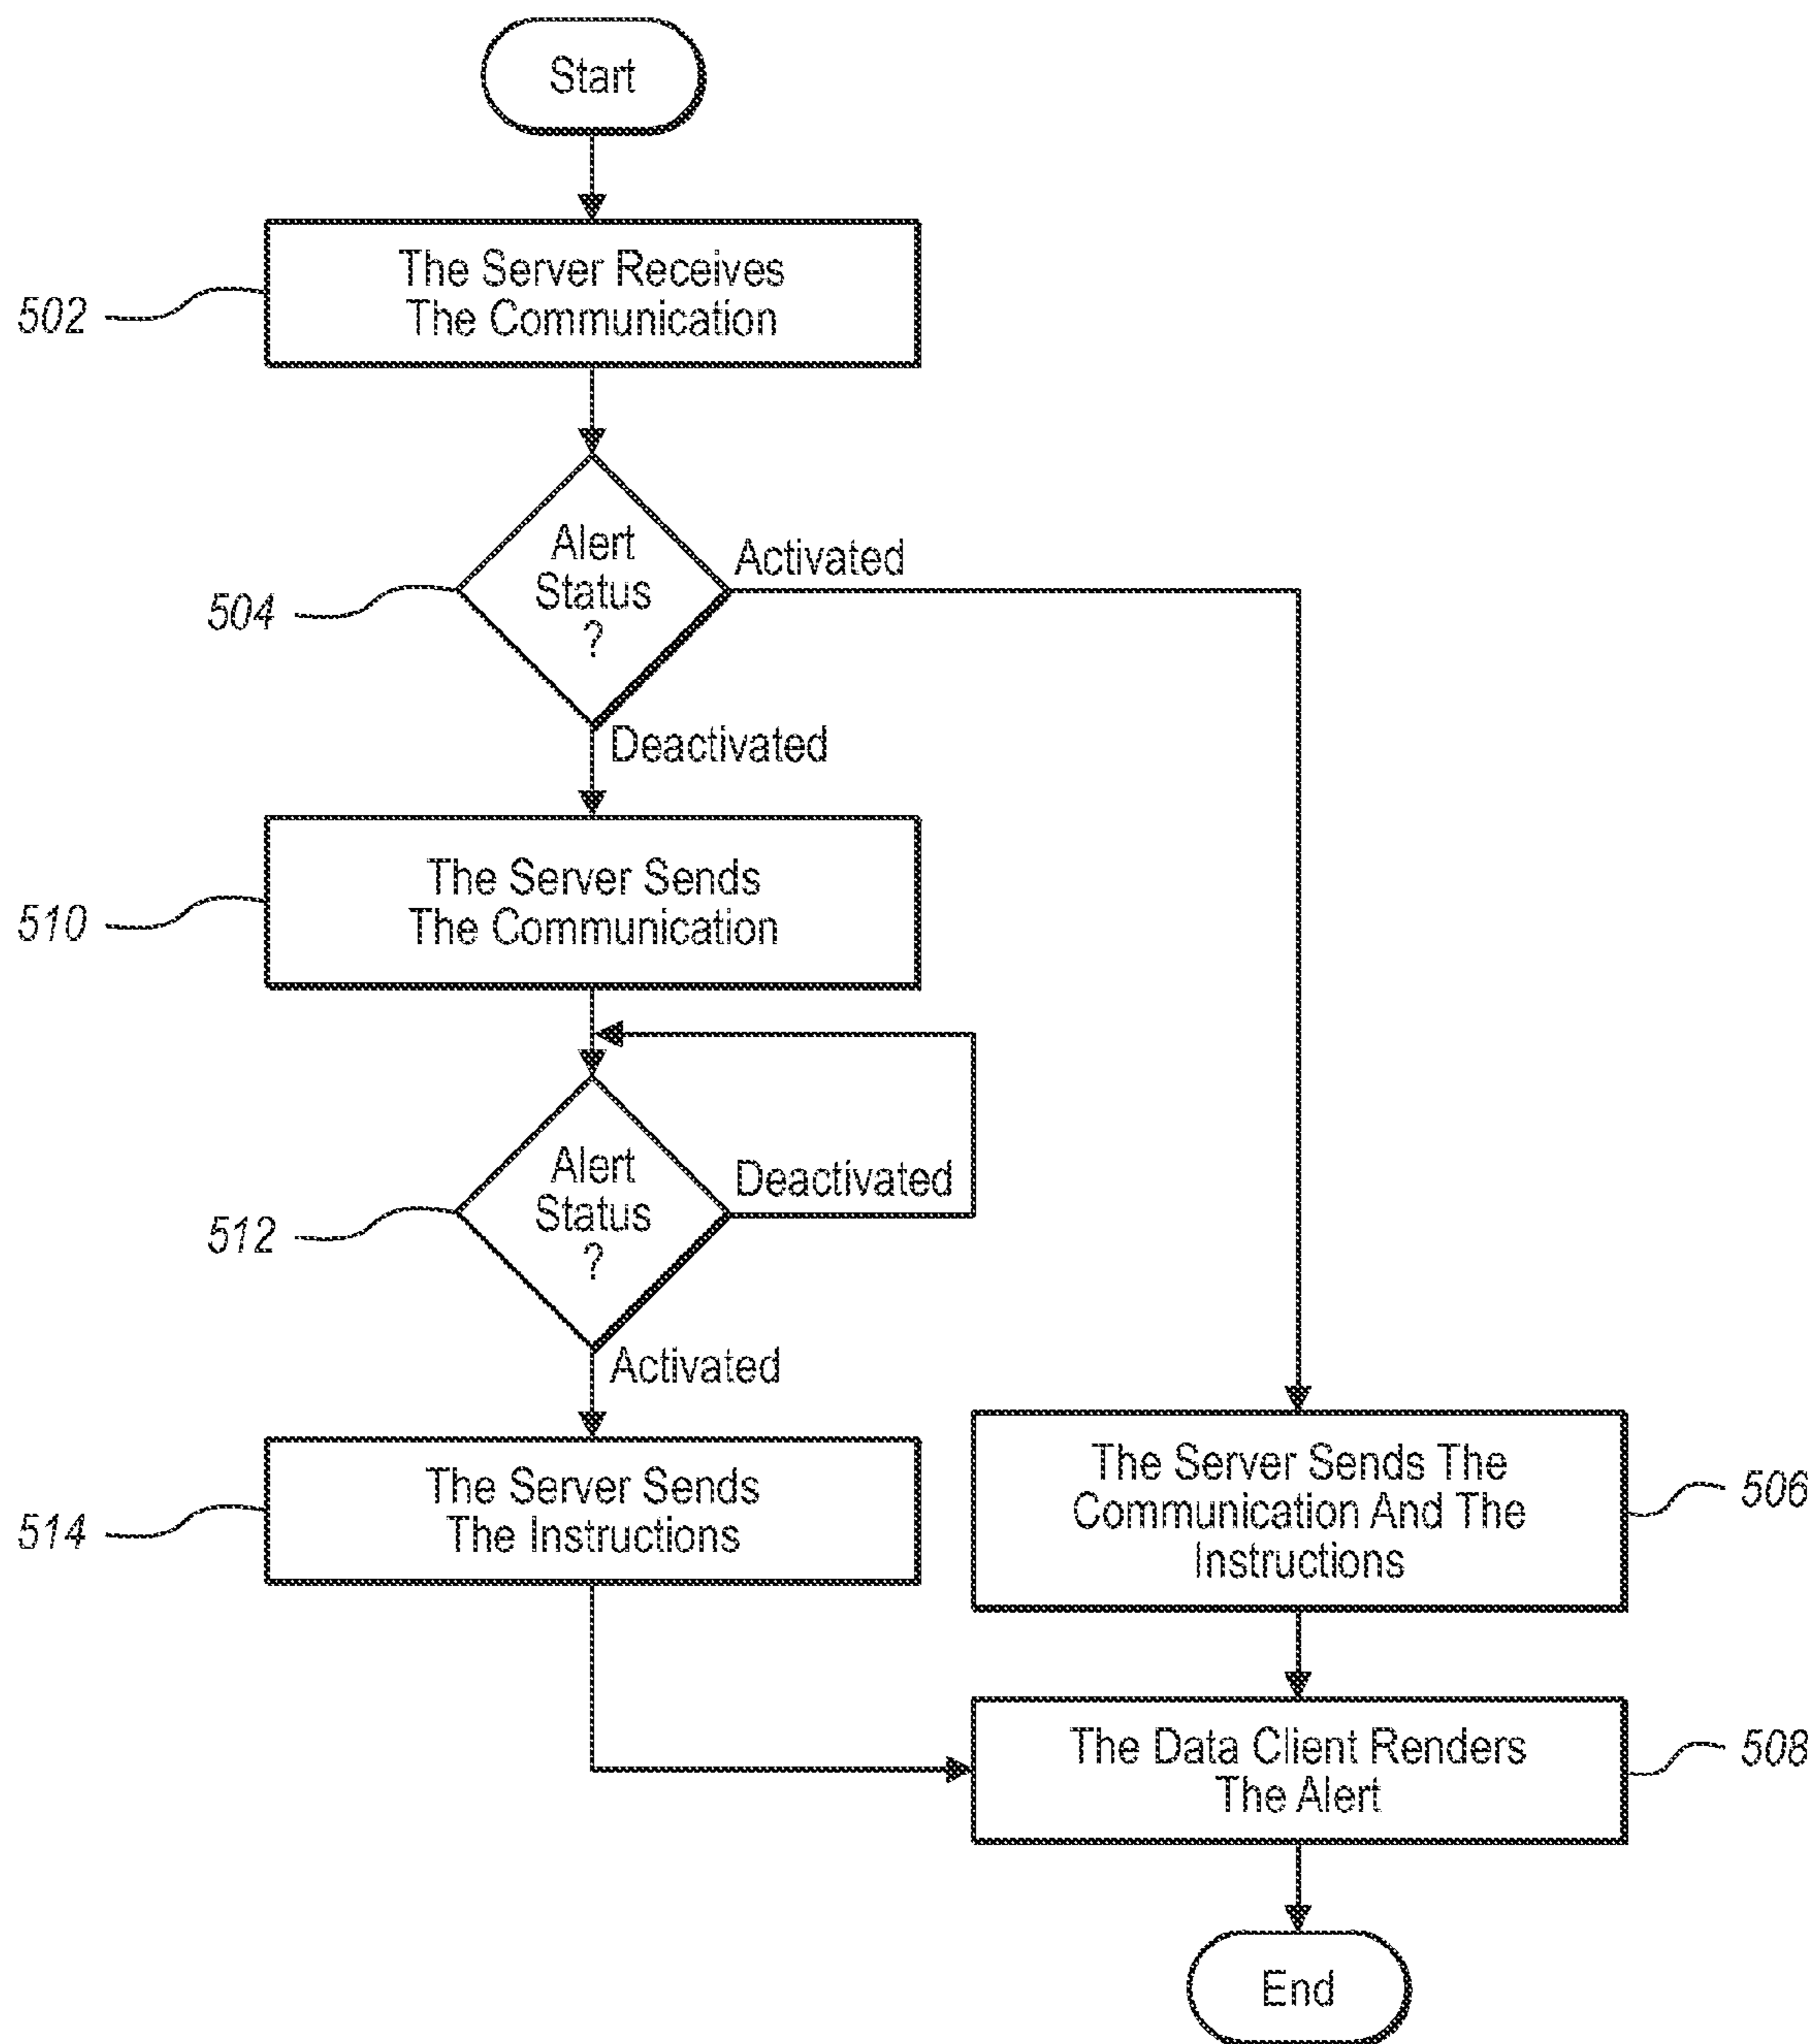 Start
The Server Receives
The Communication
502
Alert
Status
?
Activated
504
Deactivated
The Server Sends
The Communication
510
Alert
Status
?
Deactivated
512
Activated
The Server Sends
The Instructions
514
The Server Sends The
Communication And The
Instructions
506
The Data Client Renders
The Alert
508
End